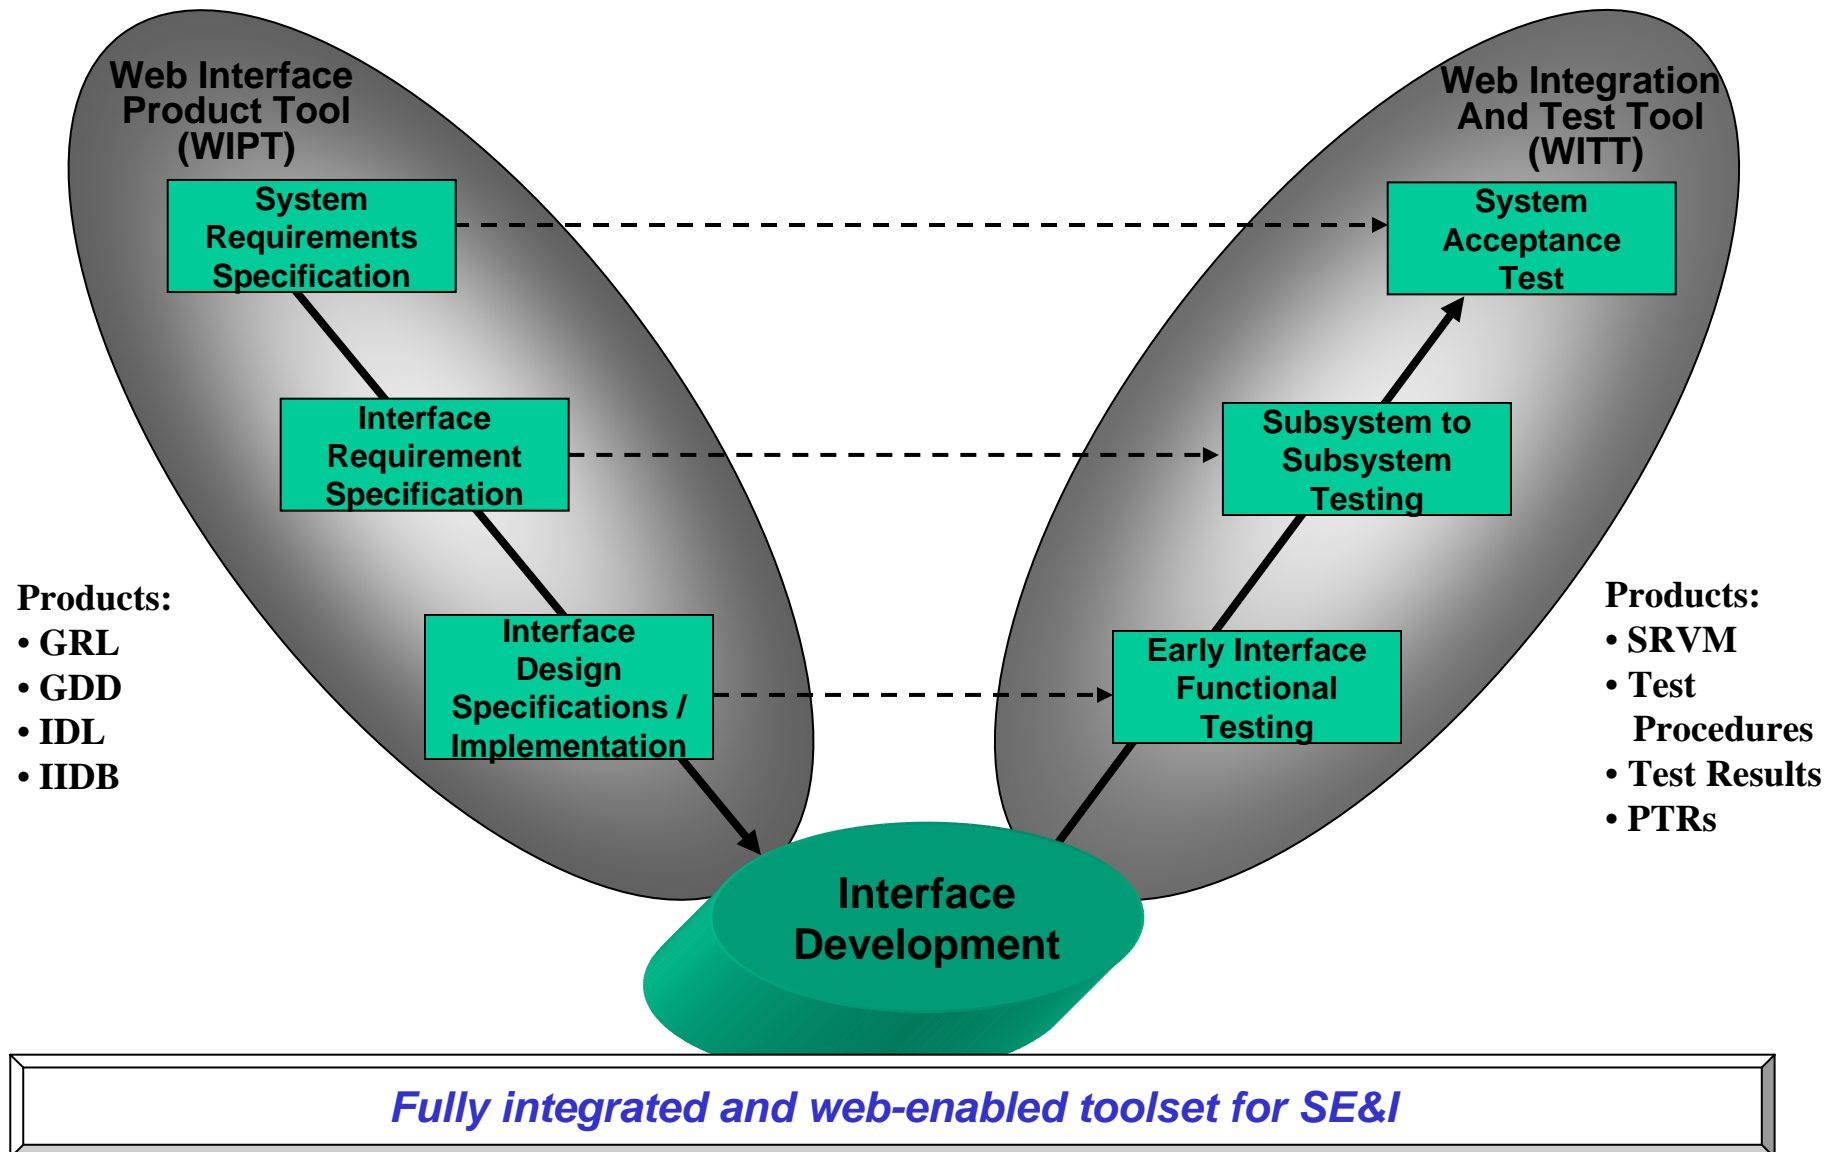 Web Interface
Product Tool
(WIPT)
System
Requirements
Specification
Interface
Requirement
Specification
Interface
Design
Specifications /
Implementation
Products:
• GRL
• GDD
• IDL
• IIDB
Web Integration
And Test Tool
(WITT)
System
Acceptance
Test
Subsystem to
Subsystem
Testing
Early Interface
Functional
Testing
Products:
• SRVM
• Test
Procedures
• Test Results
• PTRs
Interface
Development
Fully integrated and web-enabled toolset for SE&I